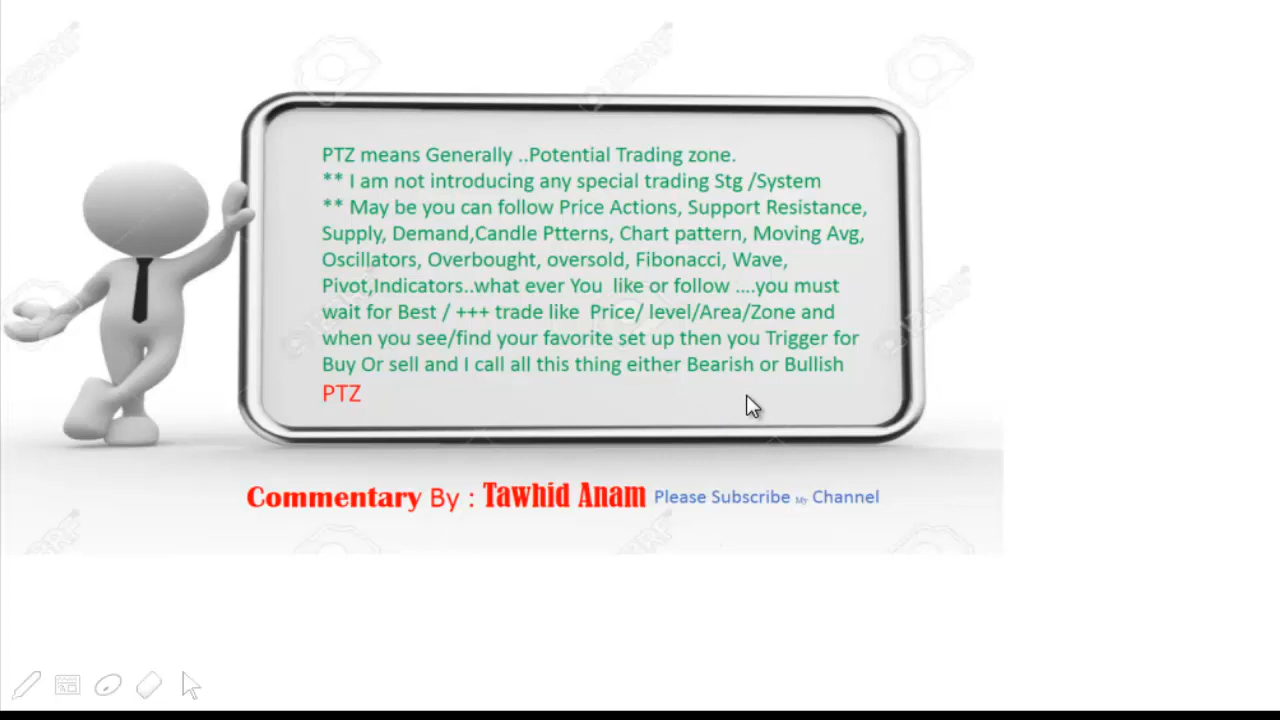 PTZ means Generally ..Potential Trading zone.
** I am not introducing any special trading Stg /System
** May be you can follow Price Actions, Support Resistance,
Supply, Demand,Candle Ptterns, Chart pattern, Moving Avg,
Oscillators, Overbought, oversold, Fibonacci, Wave,
Pivot,Indicators..what ever You like or follow ....you must
wait for Best / +++ trade like Price/ level/Area/Zone and
when you see/find your favorite set up then you Trigger for
Buy Or sell and I call all this thing either Bearish or Bullish
PTZ
Commentary By : Tawhid Anam Please Subscribe My Channel